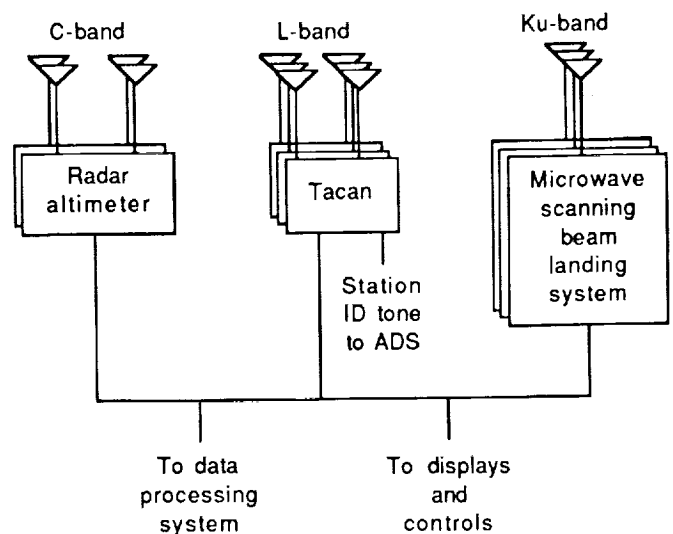 C-band
L-band
Ku-band
Radar
altimeter
Tacan
Microwave
scanning
beam
landing
system
Station
ID tone
to ADS
To data
processing
system
To displays
and
controls